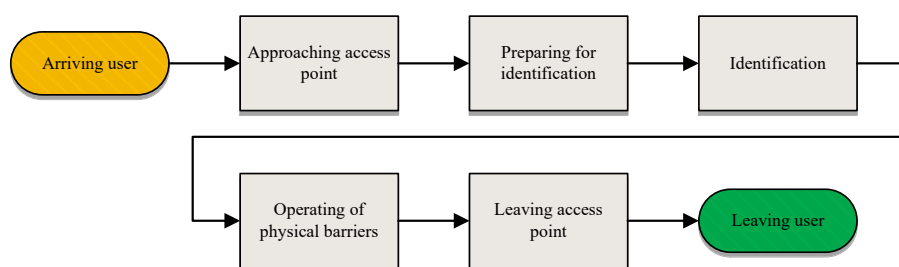 Arriving user
Approaching access
point
Preparing for
identification
Identification
Operating of
physical barriers
Leaving access
point
Leaving user